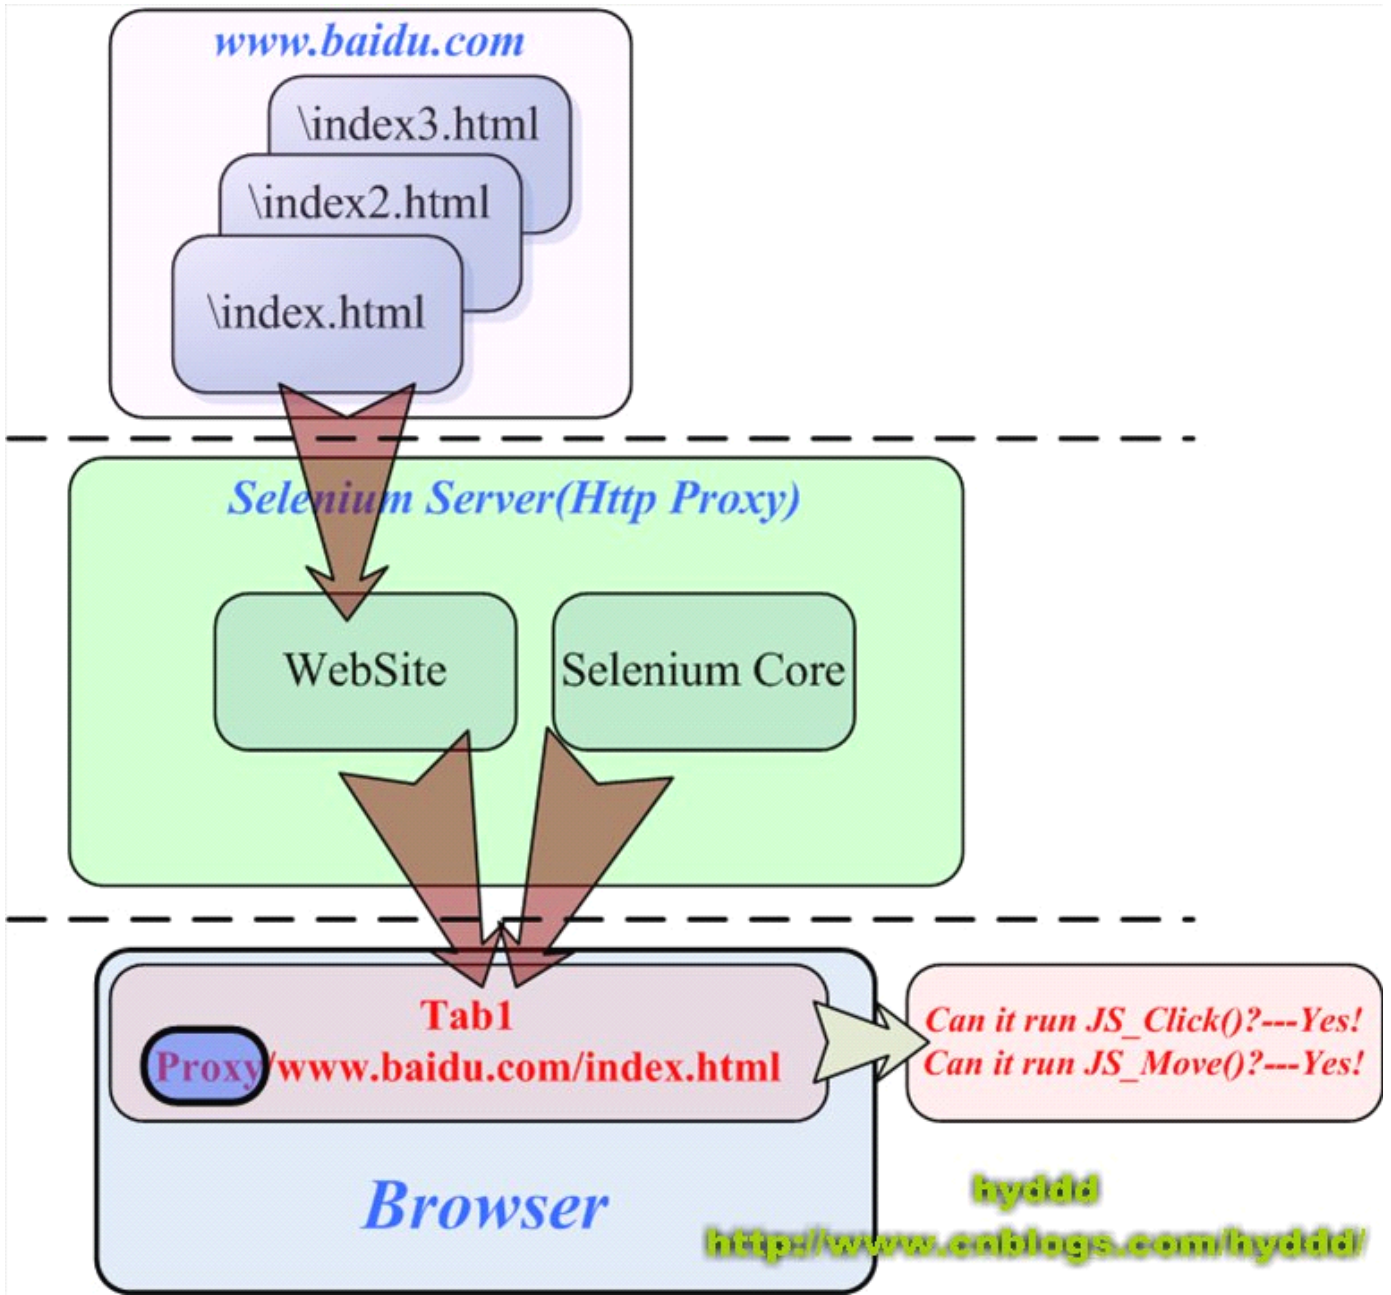 www.baidu.com
\index3.html
\index2.html
\index.html
Selenium Server(Http Proxy)
WebSite
Selenium Core
Tab1
Proxy/www.baidu.com/index.html
Can it run JS_Click()?---Yes!
Can it run JS_Move()?---Yes!
Browser
hyddd
http://www.cnblogs.com/hyddd/